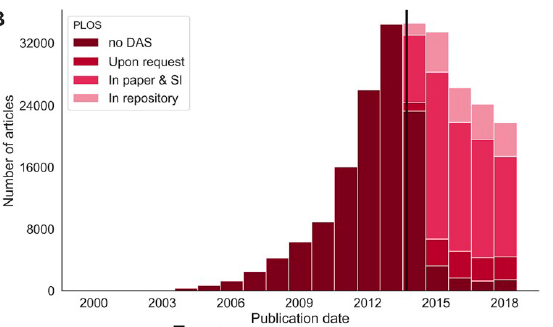 B
PLOS
no DAS
Upon request
In paper & SI
In repository
Number of articles
32000
24000
16000
8000
0
2000 2003 2006 2009 2012 2015 2018
Publication date